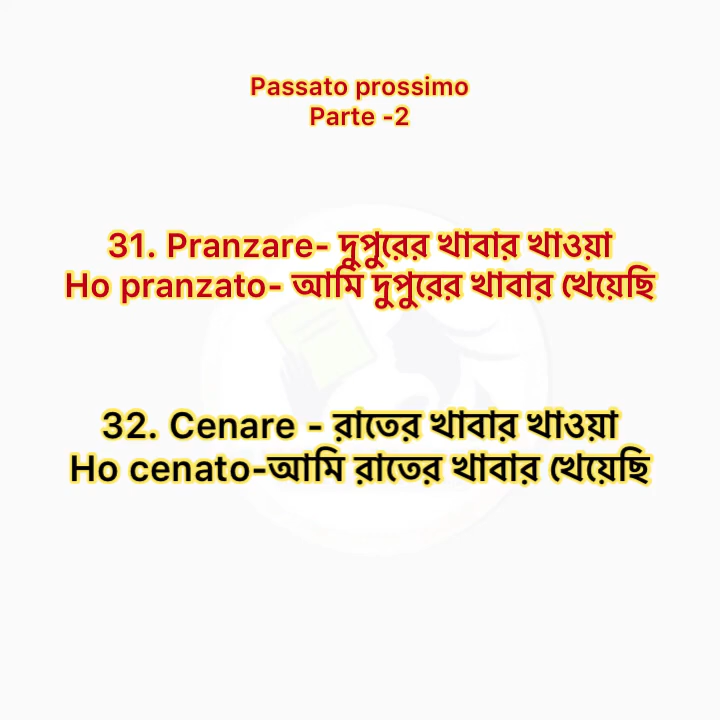 Passato prossimo
Parte -2
31. Pranzare- দুপুরের খাবার খাওয়া
Ho pranzato- আমি দুপুরের খাবার খেয়েছি
32. Cenare - রাতের খাবার খাওয়া
Ho cenato-আমি রাতের খাবার খেয়েছি